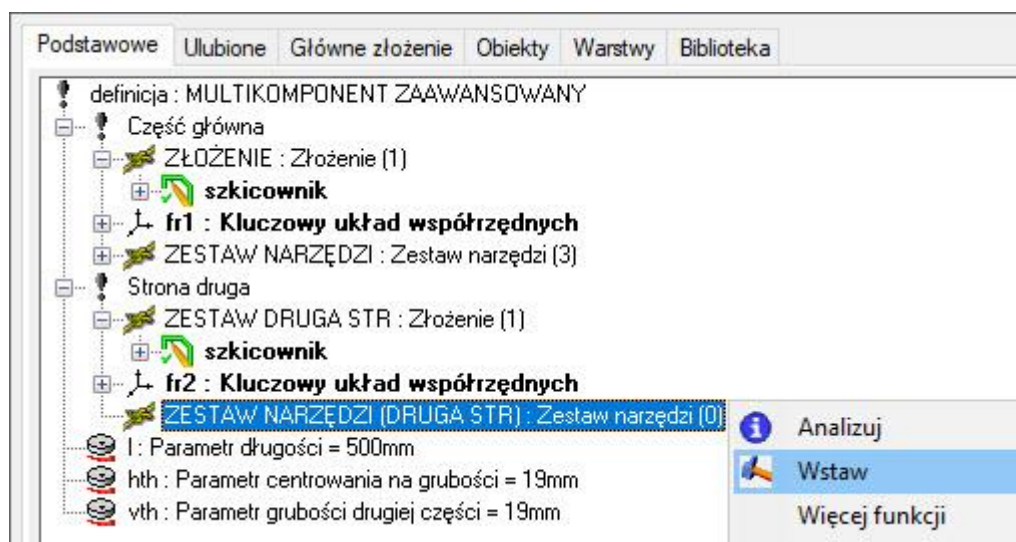 Podstawowe Ulubione Główne złożenie Obiekty Warstwy Biblioteka
definicja : MULTIKOMPONENT ZAAWANSOWANY
Część główna
ZŁOŻENIE : Złożenie (1)
szkicownik
fr1 : Kluczowy układ współrzędnych
ZESTAW NARZĘDZI : Zestaw narzędzi (3)
Strona druga
ZESTAW DRUGA STR : Złożenie (1)
szkicownik
fr2 : Kluczowy układ współrzędnych
ZESTAW NARZĘDZI (DRUGA STR) : Zestaw narzędzi (0)
l : Parametr długości = 500mm
hth : Parametr centrowania na grubości = 19mm
vth : Parametr grubości drugiej części = 19mm
Analizuj
Wstaw
Więcej funkcji